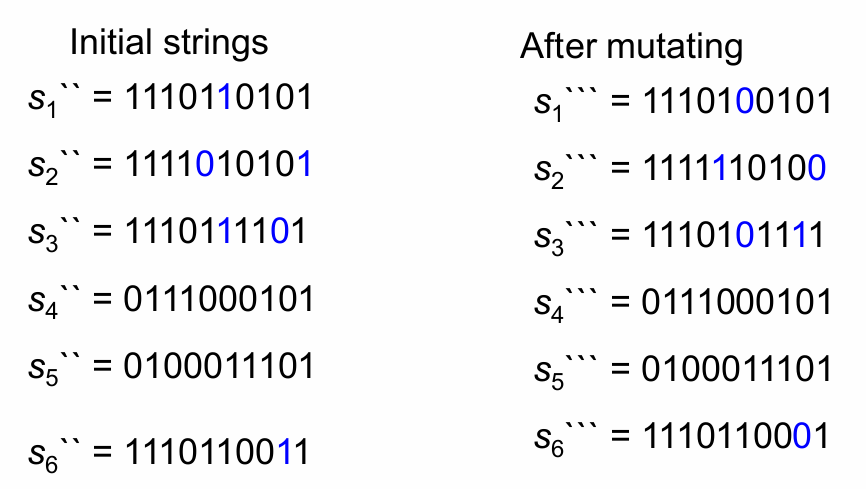 Initial strings
s₁`` = 1110110101
s₂`` = 1111010101
s₃`` = 1110111101
s₄`` = 0111000101
s₅`` = 0100011101
s₆`` = 1110110011
After mutating
s₁``` = 1110100101
s₂``` = 1111110100
s₃``` = 1110101111
s₄``` = 0111000101
s₅``` = 0100011101
s₆``` = 1110110001